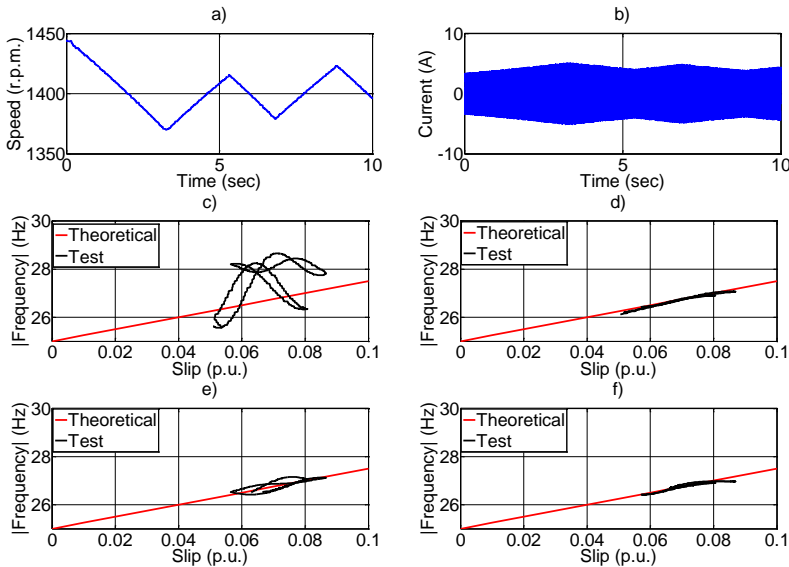 a)
Speed (r.p.m.)
1450
1400
1350
0
5
10
Time (sec)
b)
Current (A)
10
0
-10
0
5
10
Time (sec)
c)
|Frequency| (Hz)
30
28
26
Theoretical
Test
0 0.02 0.04 0.06 0.08 0.1
Slip (p.u.)
d)
|Frequency| (Hz)
30
28
26
Theoretical
Test
0 0.02 0.04 0.06 0.08 0.1
Slip (p.u.)
e)
|Frequency| (Hz)
30
28
26
Theoretical
Test
0 0.02 0.04 0.06 0.08 0.1
Slip (p.u.)
f)
|Frequency| (Hz)
30
28
26
Theoretical
Test
0 0.02 0.04 0.06 0.08 0.1
Slip (p.u.)